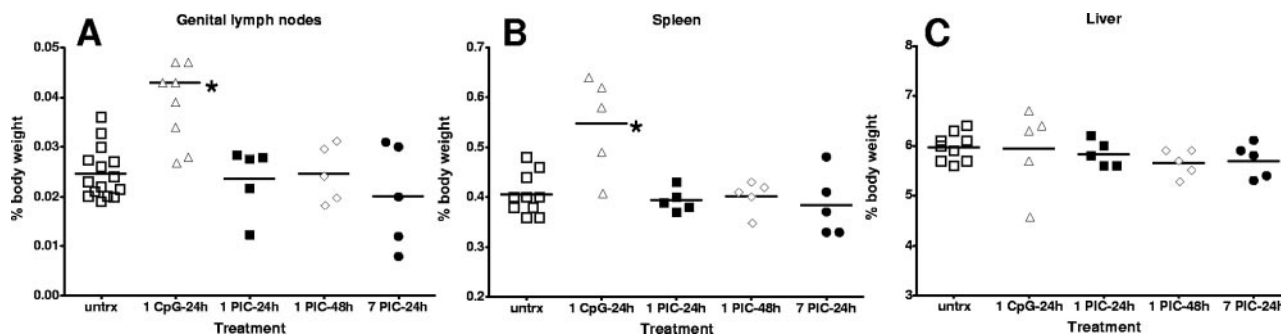 A
Genital lymph nodes
% body weight
0.05
0.04
0.03
0.02
0.01
0.00
*
untrx 1 CpG-24h 1 PIC-24h 1 PIC-48h 7 PIC-24h
Treatment
B
Spleen
% body weight
0.7
0.6
0.5
0.4
0.3
0.2
*
untrx 1 CpG-24h 1 PIC-24h 1 PIC-48h 7 PIC-24h
Treatment
C
Liver
% body weight
8
7
6
5
4
3
untrx 1 CpG-24h 1 PIC-24h 1 PIC-48h 7 PIC-24h
Treatment